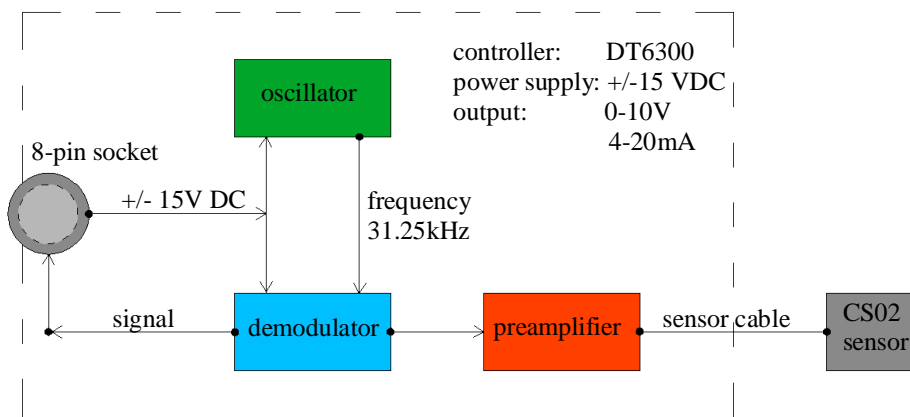 controller: DT6300
power supply: +/-15 VDC
output: 0-10V
4-20mA
oscillator
8-pin socket
+/- 15V DC
frequency
31.25kHz
signal
demodulator
preamplifier
sensor cable
CS02
sensor